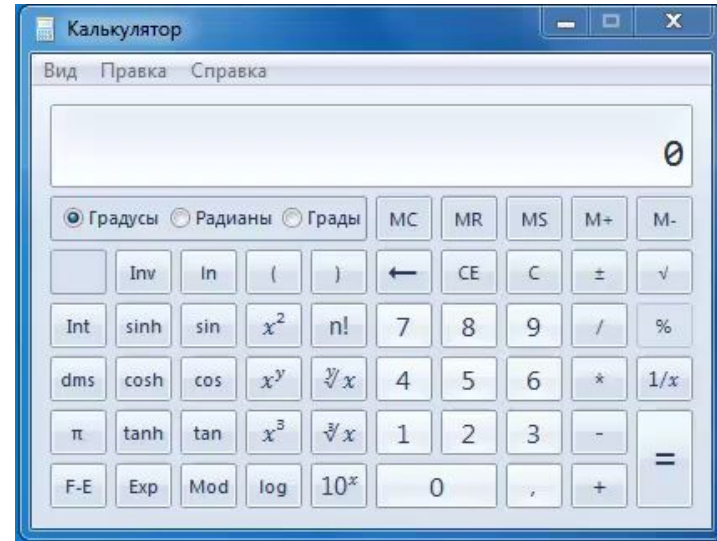 Калькулятор
Вид Правка Справка
0
Градусы Радианы Грады MC MR MS M+ M-
Inv ln ( ) ← CE C ± √
Int sinh sin x² n! 7 8 9 / %
dms cosh cos xʸ ʸ√x 4 5 6 * 1/x
π tanh tan x³ ³√x 1 2 3 - =
F-E Exp Mod log 10ˣ 0 , +